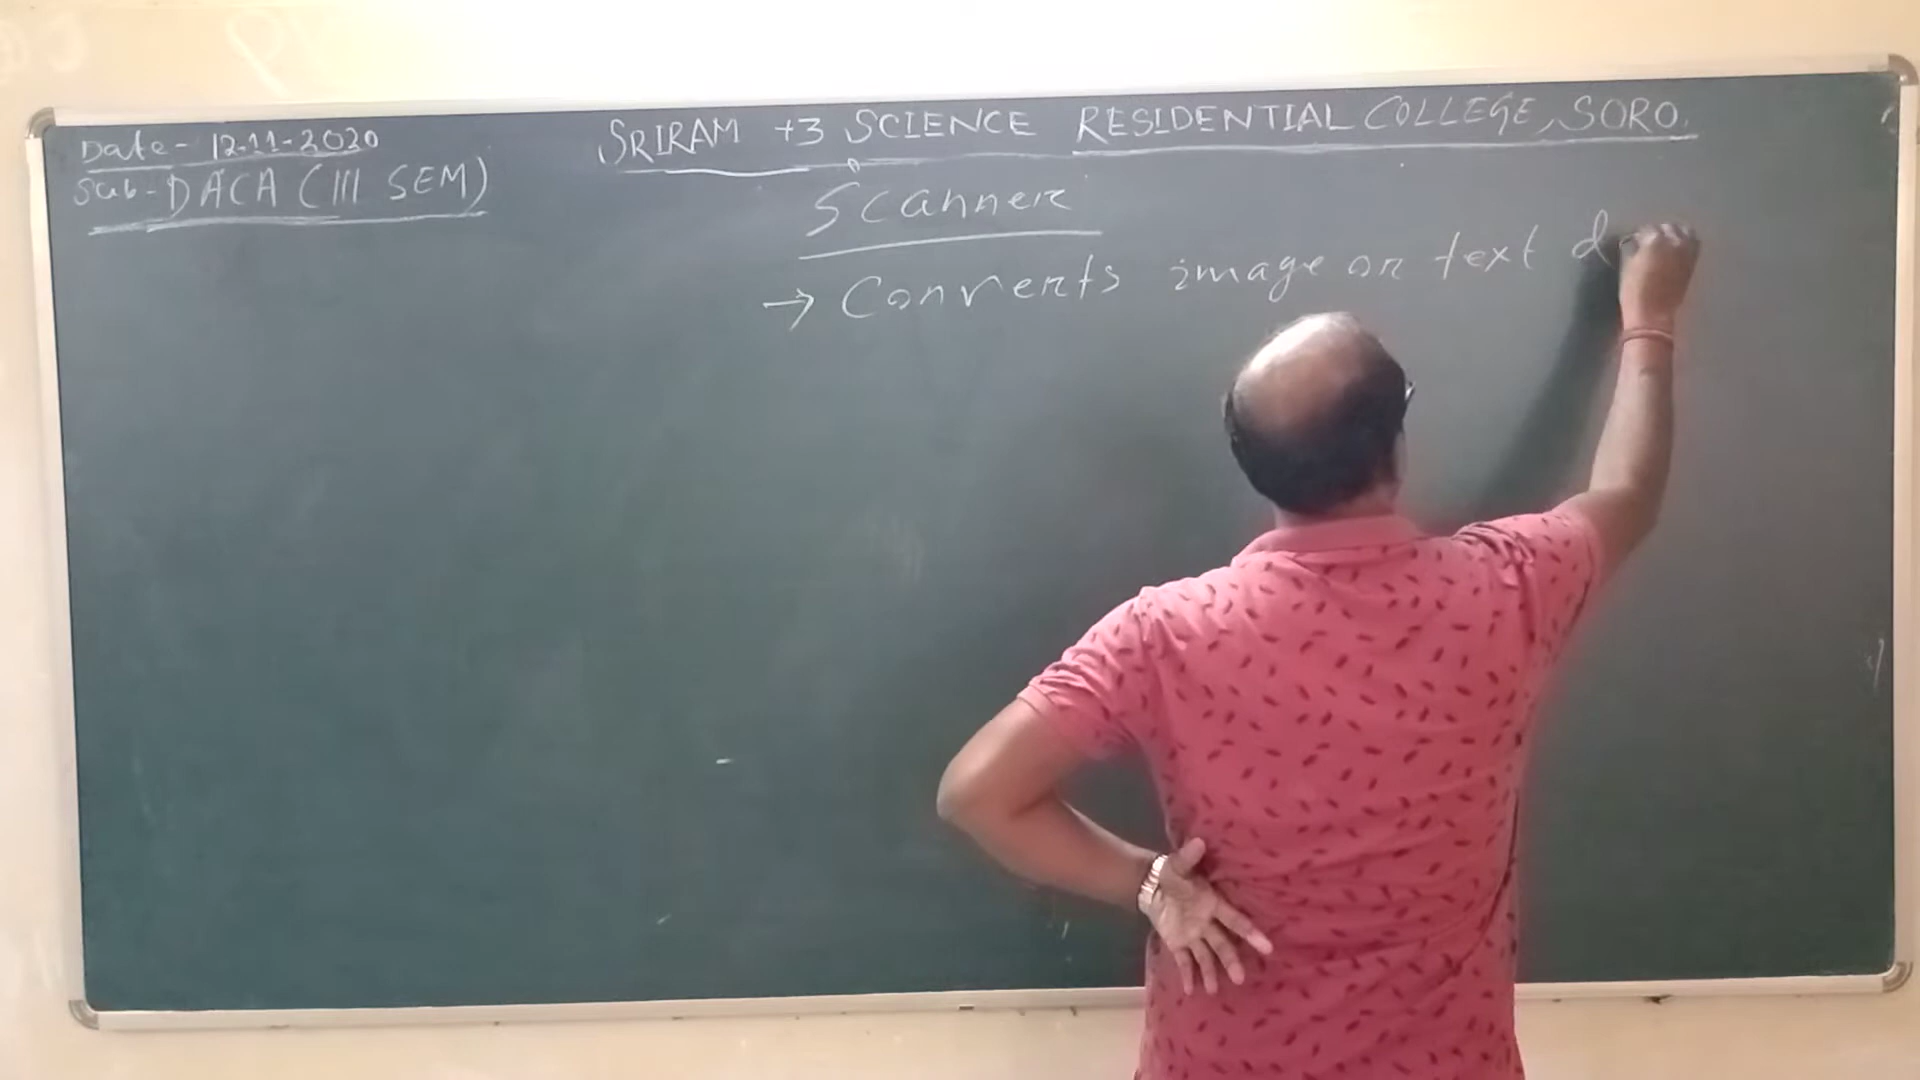 Date - 12.11.2020
SRIRAM +3 SCIENCE RESIDENTIAL COLLEGE, SORO.
Sub - DACA (III SEM)
Scanner
→ Converts image or text d